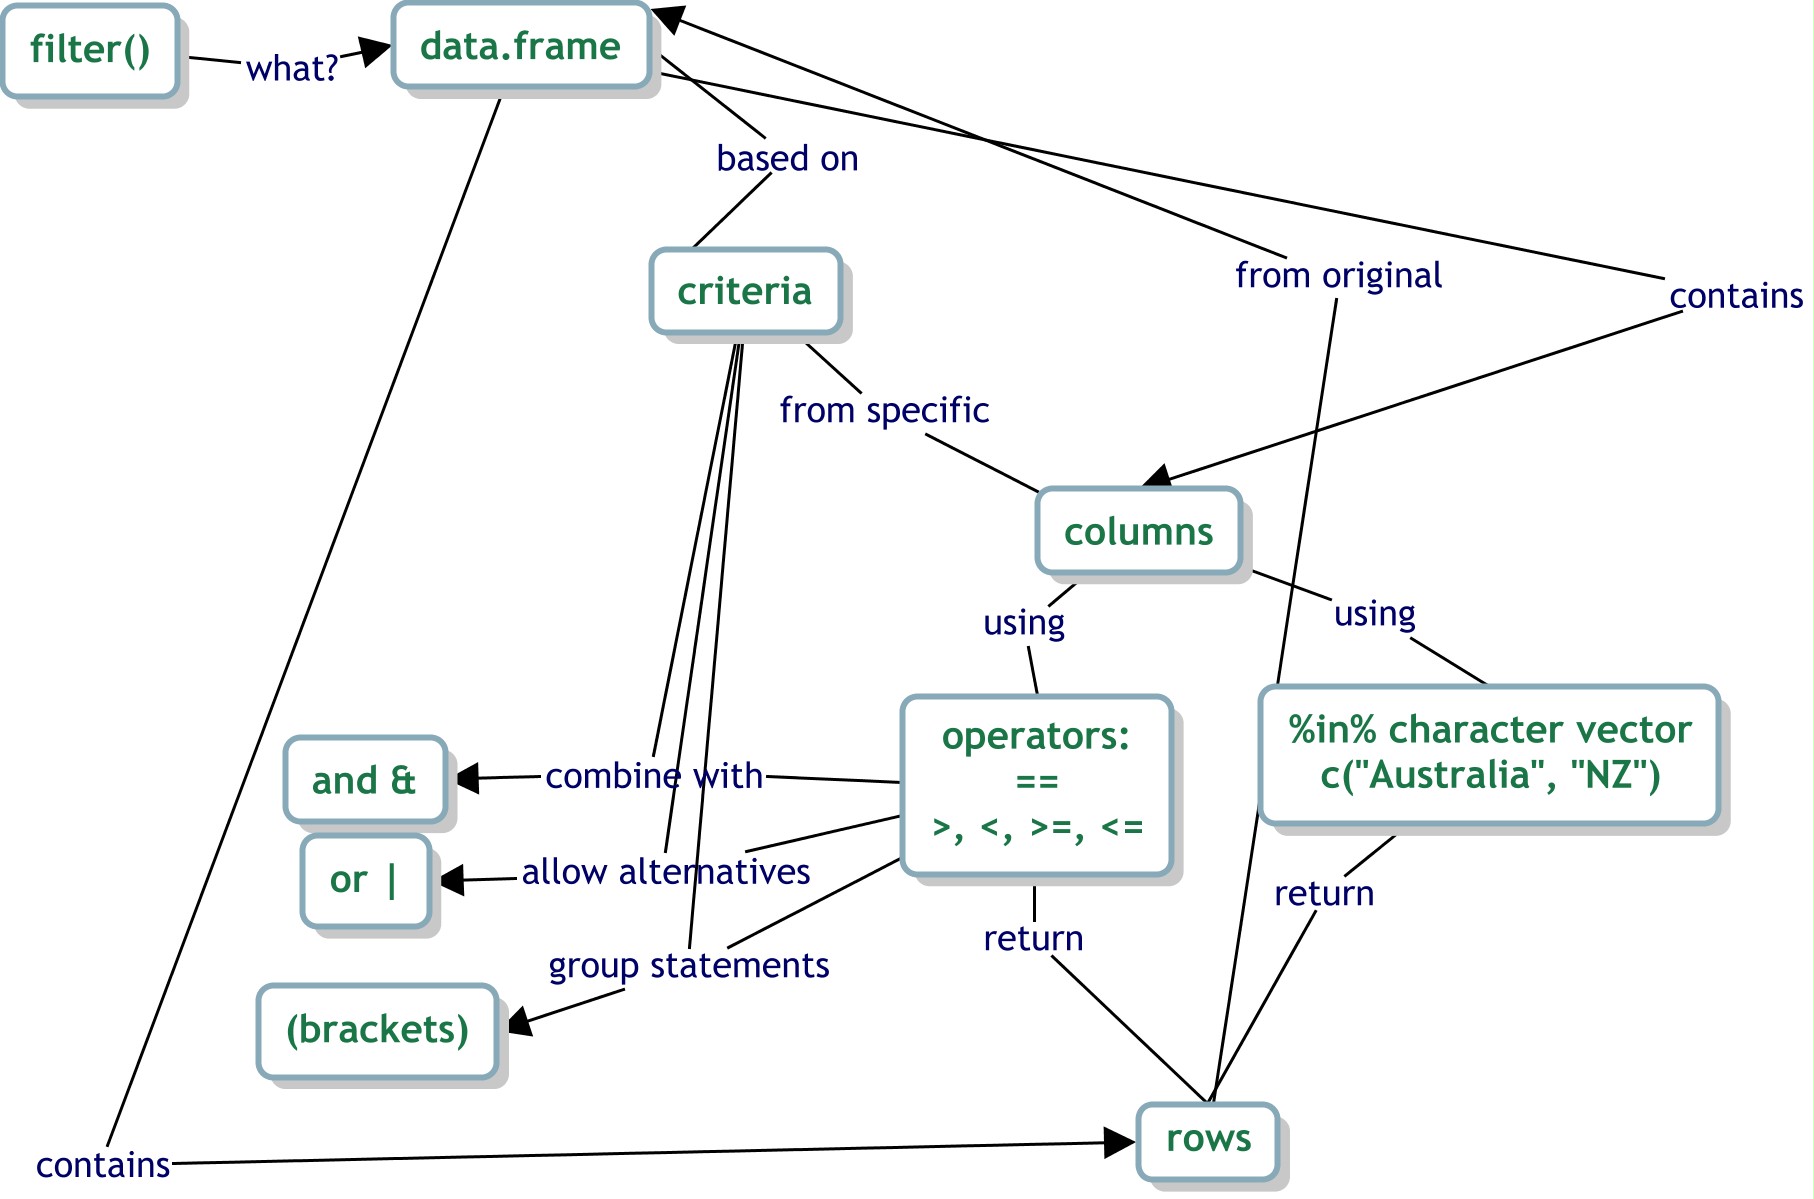 filter()
what?
data.frame
based on
criteria
from original
contains
from specific
columns
using
using
operators:
==
>, <, >=, <=
%in% character vector
c("Australia", "NZ")
and &
combine with
or |
allow alternatives
return
return
group statements
(brackets)
rows
contains